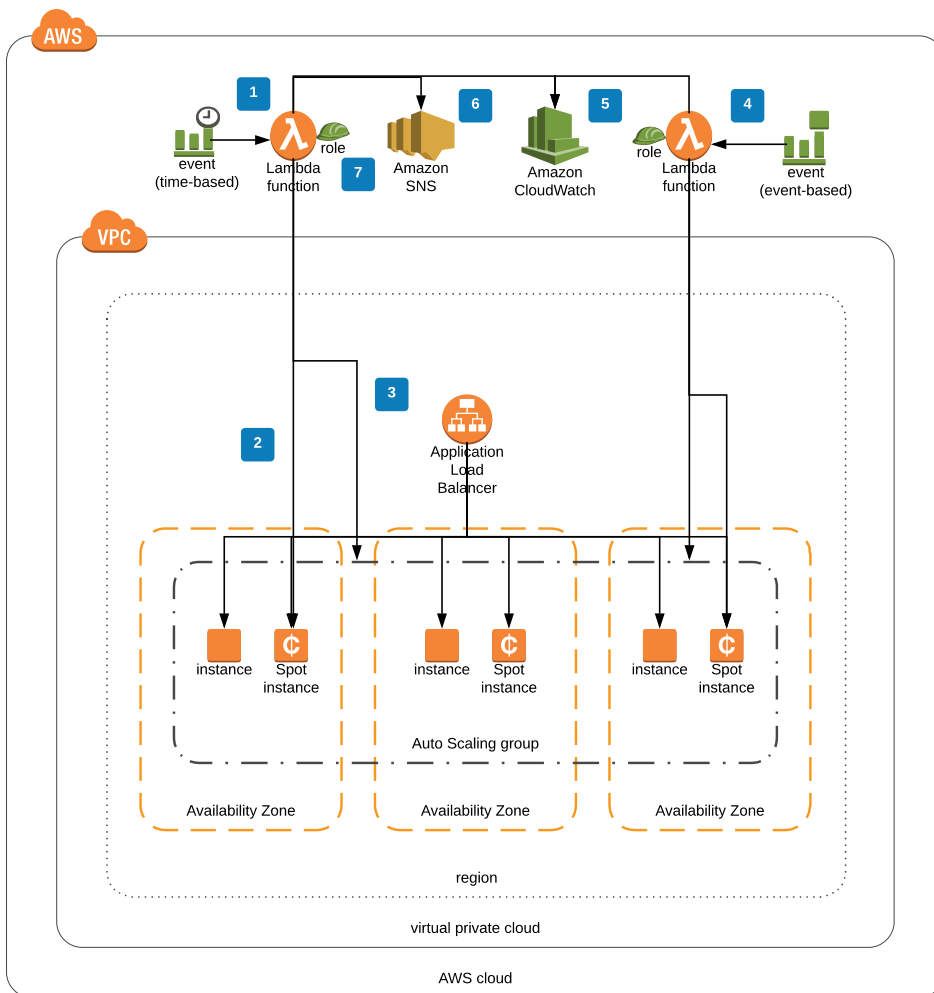 AWS
1
6
5
4
event
(time-based)
role
Lambda
function
7
Amazon
SNS
Amazon
CloudWatch
role
Lambda
function
event
(event-based)
VPC
3
2
Application
Load
Balancer
instance
Spot
instance
instance
Spot
instance
instance
Spot
instance
Auto Scaling group
Availability Zone
Availability Zone
Availability Zone
region
virtual private cloud
AWS cloud